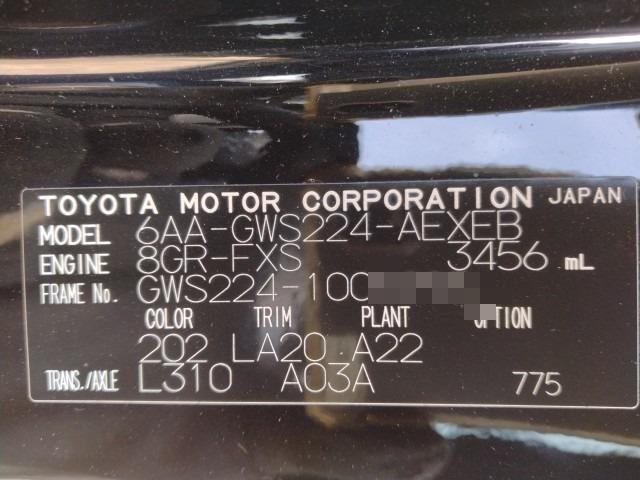 TOYOTA MOTOR CORPORATION JAPAN
MODEL 6AA-GWS224-AEXEB
ENGINE 8GR-FXS 3456 mL
FRAME No. GWS224-100
COLOR TRIM PLANT OPTION
202 LA20 A22
TRANS./AXLE L310 A03A 775